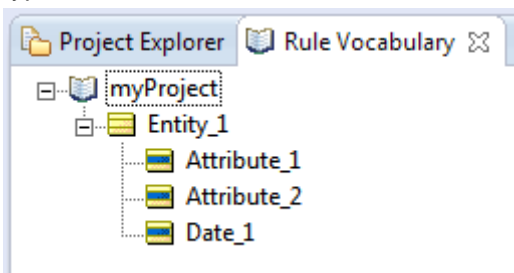 Project Explorer Rule Vocabulary
myProject
Entity_1
Attribute_1
Attribute_2
Date_1